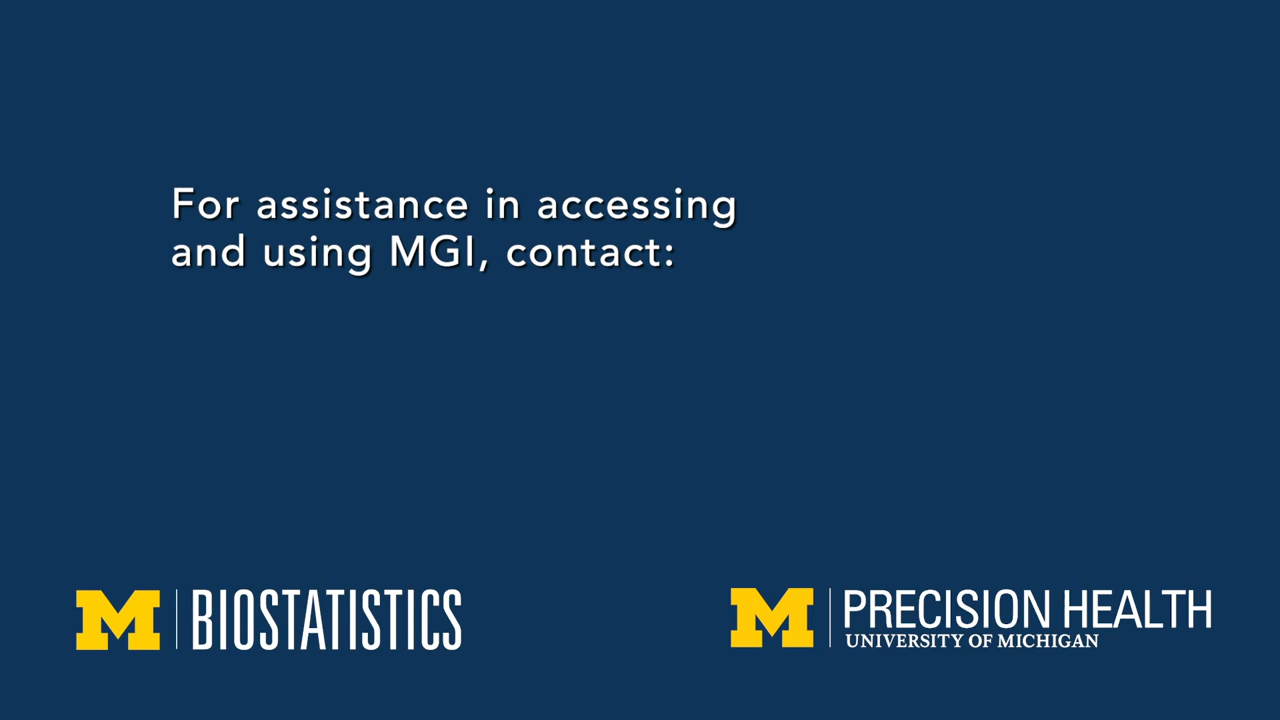 For assistance in accessing
and using MGI, contact:
M BIOSTATISTICS
M PRECISION HEALTH
UNIVERSITY OF MICHIGAN